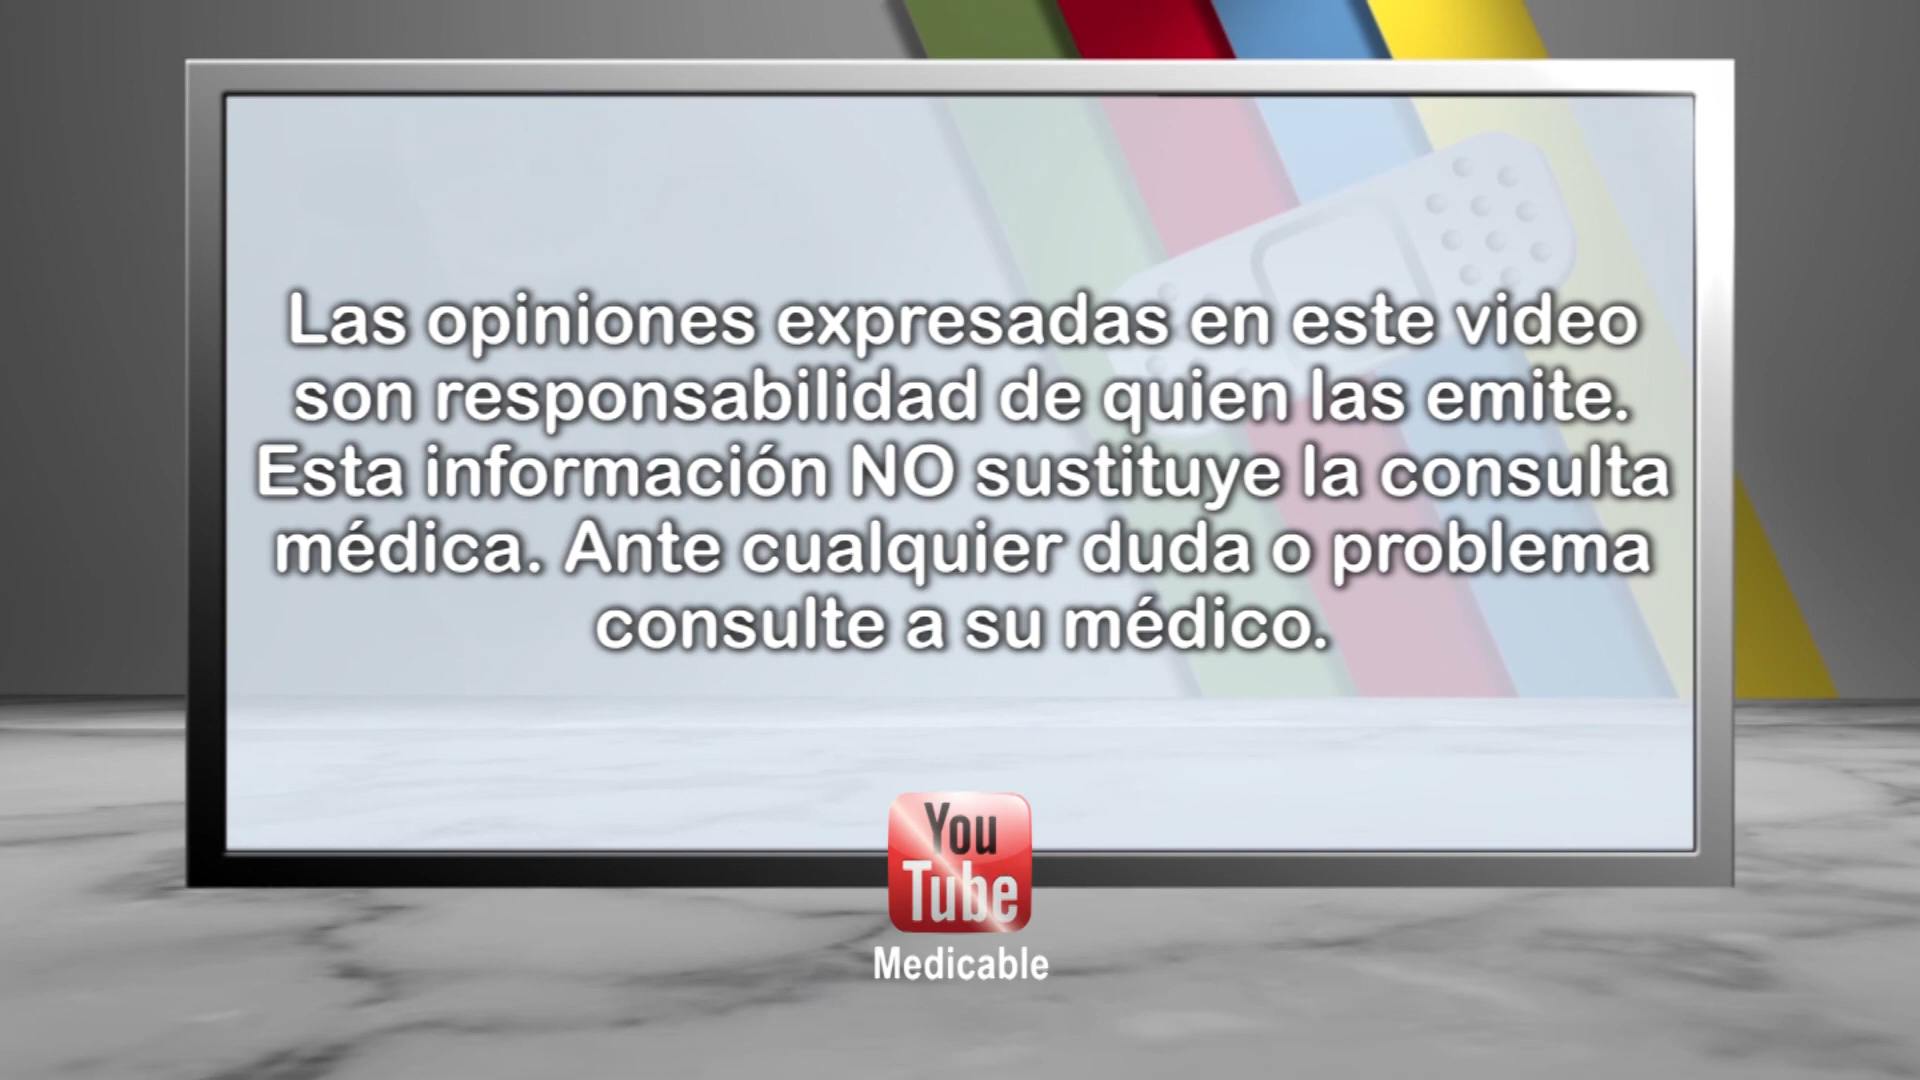 Las opiniones expresadas en este video
son responsabilidad de quien las emite.
Esta información NO sustituye la consulta
médica. Ante cualquier duda o problema
consulte a su médico.
You
Tube
Medicable